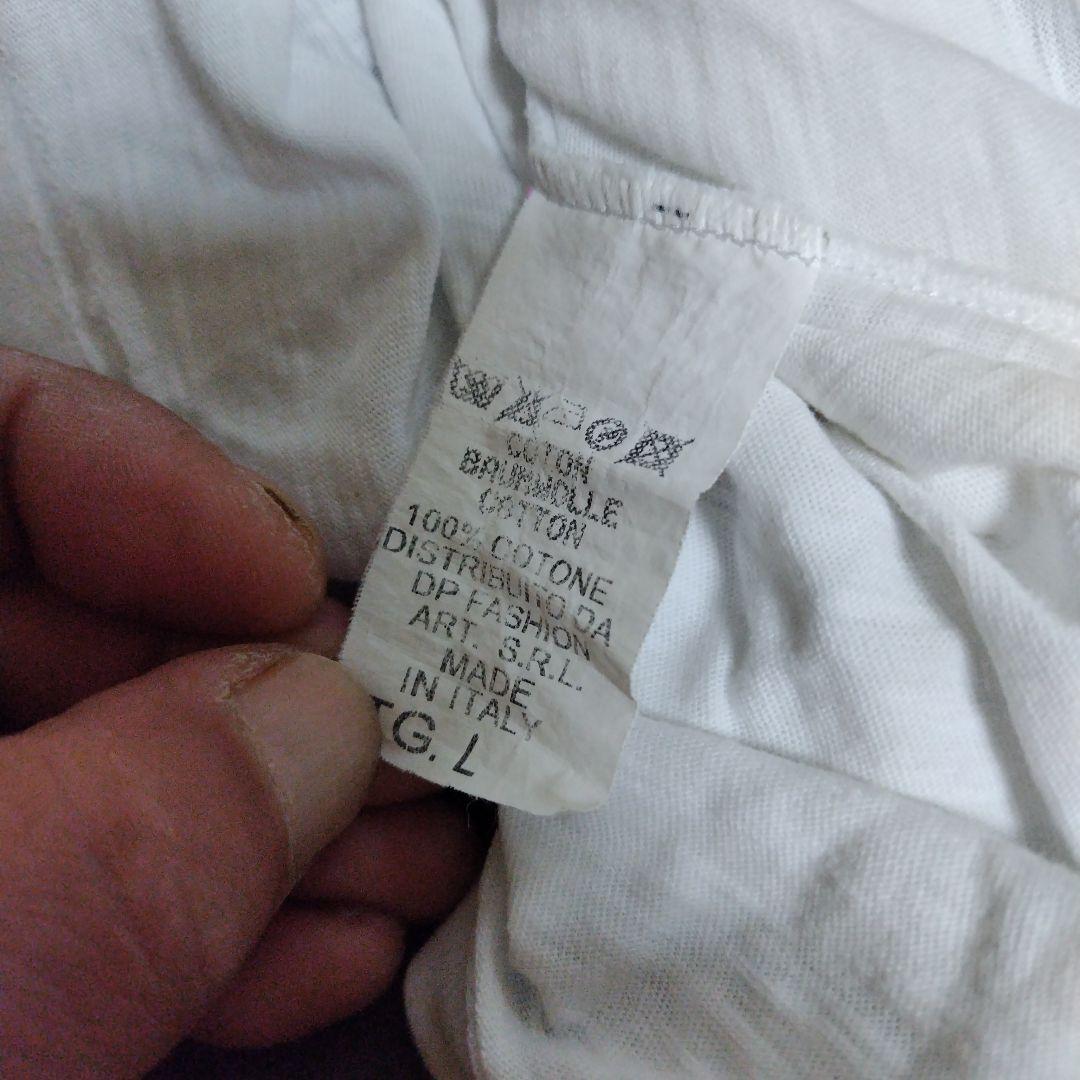 COTON
BAUMWOLLE
COTTON
100% COTONE
DISTRIBUITO DA
DP FASHION
ART. S.R.L.
MADE
IN ITALY
TG. L